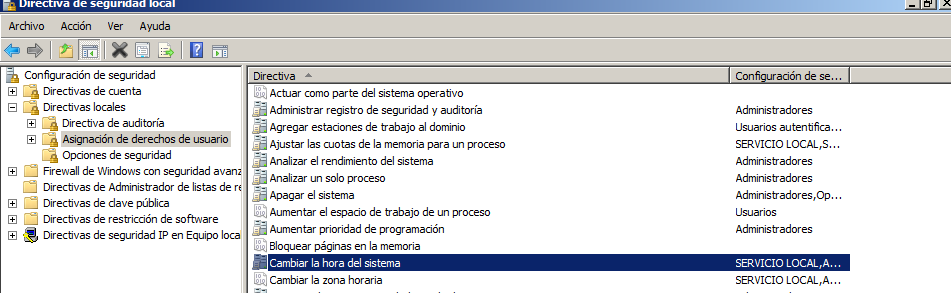 Directiva de seguridad local
Archivo Acción Ver Ayuda
Configuración de seguridad
Directivas de cuenta
Directivas locales
Directiva de auditoría
Asignación de derechos de usuario
Opciones de seguridad
Firewall de Windows con seguridad avanz
Directivas de Administrador de listas de re
Directivas de clave pública
Directivas de restricción de software
Directivas de seguridad IP en Equipo loca
Directiva Configuración de se...
Actuar como parte del sistema operativo
Administrar registro de seguridad y auditoría Administradores
Agregar estaciones de trabajo al dominio Usuarios autentifica...
Ajustar las cuotas de la memoria para un proceso SERVICIO LOCAL,S...
Analizar el rendimiento del sistema Administradores
Analizar un solo proceso Administradores
Apagar el sistema Administradores,Op...
Aumentar el espacio de trabajo de un proceso Usuarios
Aumentar prioridad de programación Administradores
Bloquear páginas en la memoria
Cambiar la hora del sistema SERVICIO LOCAL,A...
Cambiar la zona horaria SERVICIO LOCAL,A...